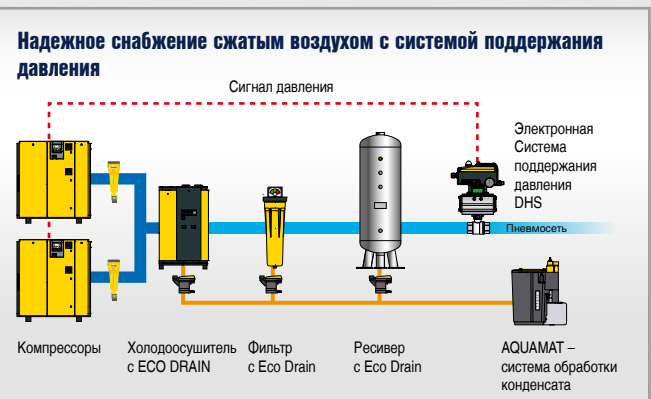 Надежное снабжение сжатым воздухом с системой поддержания
давления
Сигнал давления
Электронная
Система
поддержания
давления
DHS
Пневмосеть
Компрессоры
Холодоосушитель
с ECO DRAIN
Фильтр
с Eco Drain
Ресивер
с Eco Drain
AQUAMAT –
система обработки
конденсата